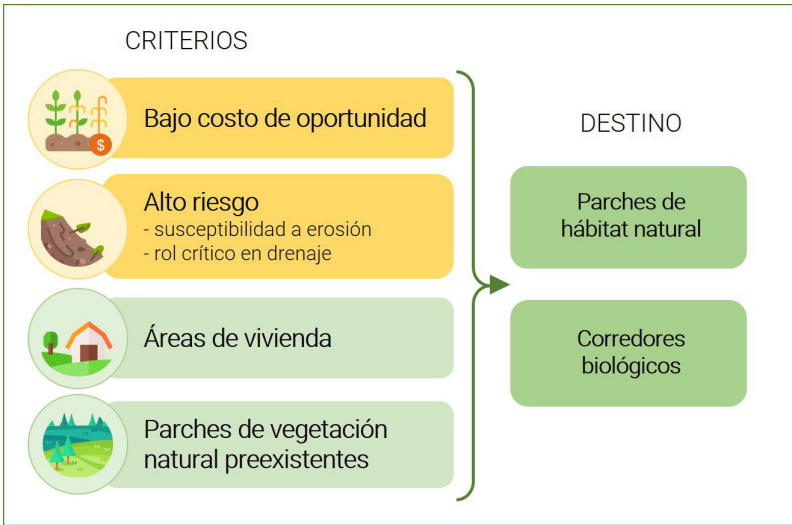 CRITERIOS
Bajo costo de oportunidad
$
Alto riesgo
- susceptibilidad a erosión
- rol crítico en drenaje
Áreas de vivienda
Parches de vegetación
natural preexistentes
DESTINO
Parches de
hábitat natural
Corredores
biológicos